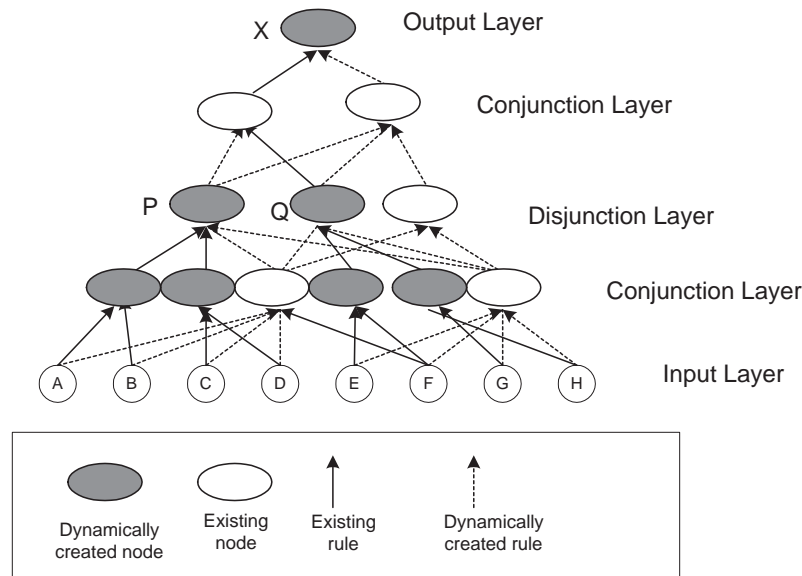 X Output Layer
Conjunction Layer
P Q Disjunction Layer
Conjunction Layer
A B C D E F G H Input Layer
Dynamically
created node
Existing
node
Existing
rule
Dynamically
created rule